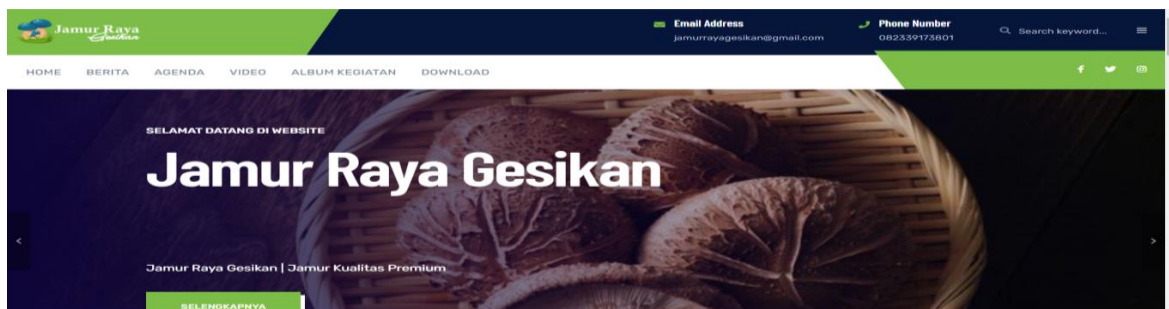 Jamur Raya
Gesikan
Email Address
jamurrayagesikan@gmail.com
Phone Number
082339173801
Search keyword...
HOME BERITA AGENDA VIDEO ALBUM KEGIATAN DOWNLOAD
SELAMAT DATANG DI WEBSITE
Jamur Raya Gesikan
Jamur Raya Gesikan | Jamur Kualitas Premium
SELENGKAPNYA